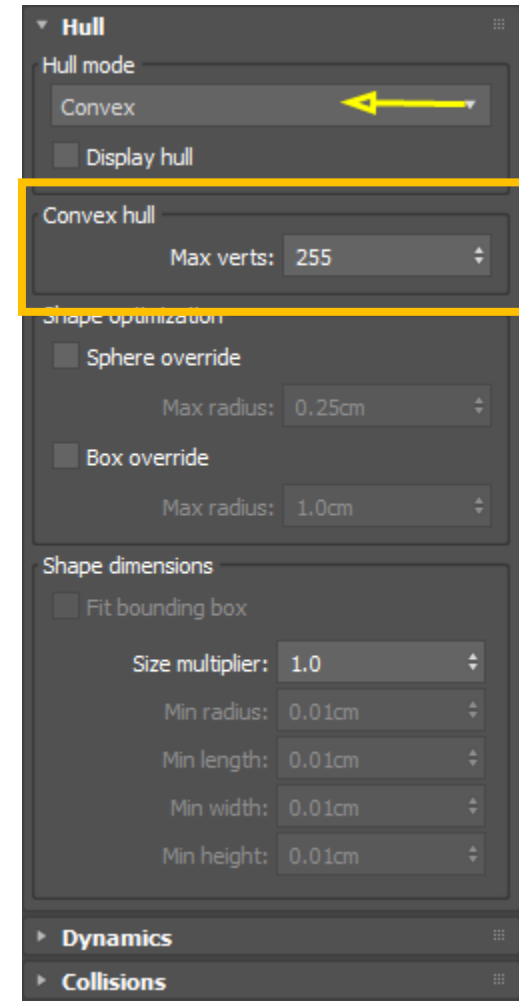 Hull
Hull mode
Convex
Display hull
Convex hull
Max verts: 255
Shape optimization
Sphere override
Max radius: 0.25cm
Box override
Max radius: 1.0cm
Shape dimensions
Fit bounding box
Size multiplier: 1.0
Min radius: 0.01cm
Min length: 0.01cm
Min width: 0.01cm
Min height: 0.01cm
Dynamics
Collisions